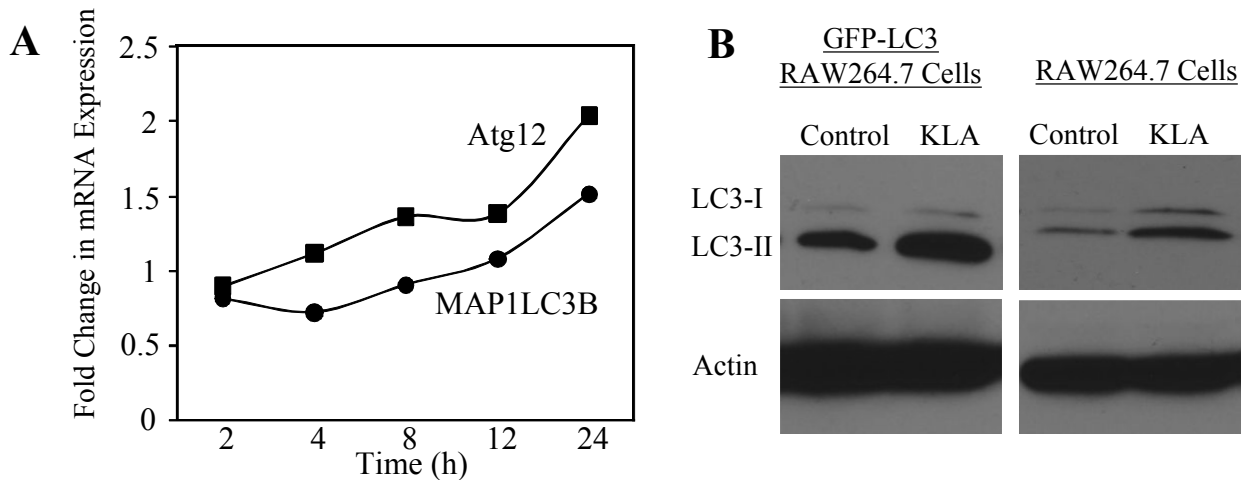 A
Fold Change in mRNA Expression
2.5
2
1.5
1
0.5
0
Atg12
MAP1LC3B
2 4 8 12 24
Time (h)
B
GFP-LC3
RAW264.7 Cells
RAW264.7 Cells
Control KLA
Control KLA
LC3-I
LC3-II
Actin